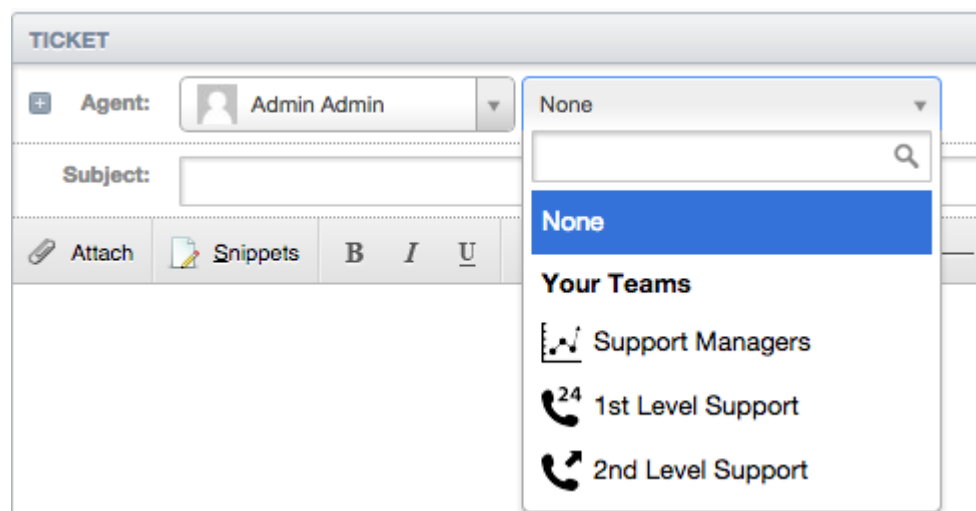 TICKET
Agent: Admin Admin None
Subject:
None
Attach Snippets B I U
Your Teams
Support Managers
24 1st Level Support
2nd Level Support